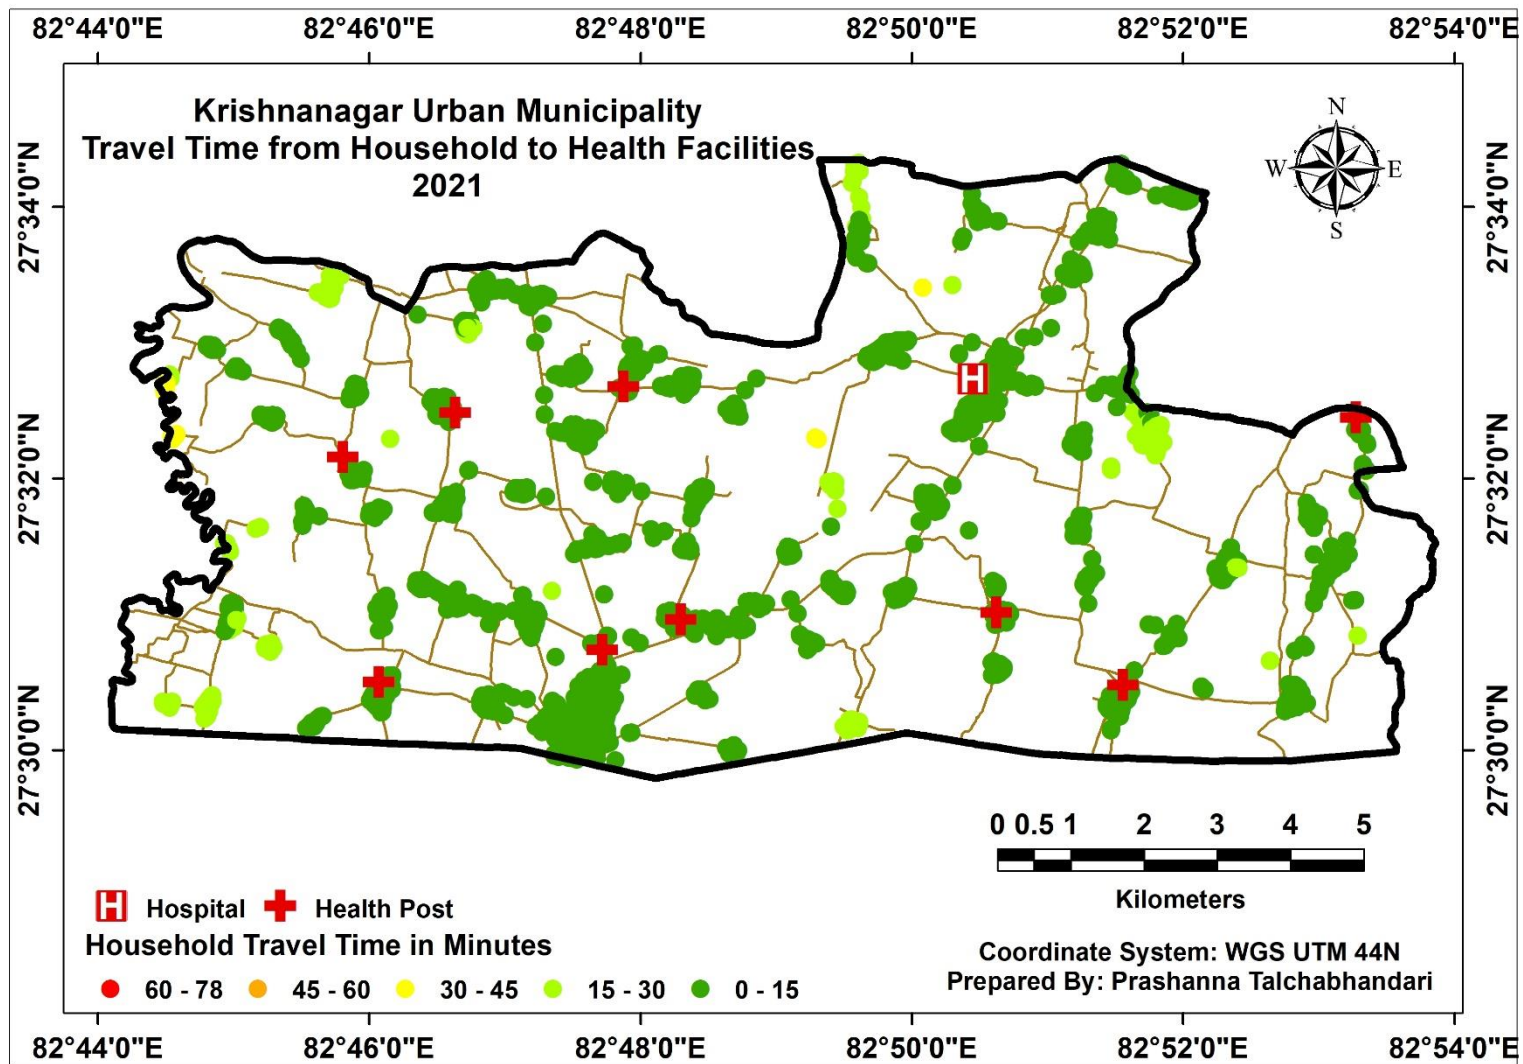 82°44'0"E 82°46'0"E 82°48'0"E 82°50'0"E 82°52'0"E 82°54'0"E
Krishnanagar Urban Municipality
Travel Time from Household to Health Facilities
2021
N
W E
S
27°34'0"N 27°34'0"N
H
27°32'0"N 27°32'0"N
27°30'0"N 27°30'0"N
0 0.5 1 2 3 4 5
Kilometers
H Hospital Health Post
Household Travel Time in Minutes
60 - 78 45 - 60 30 - 45 15 - 30 0 - 15
Coordinate System: WGS UTM 44N
Prepared By: Prashanna Talchabhandari
82°44'0"E 82°46'0"E 82°48'0"E 82°50'0"E 82°52'0"E 82°54'0"E